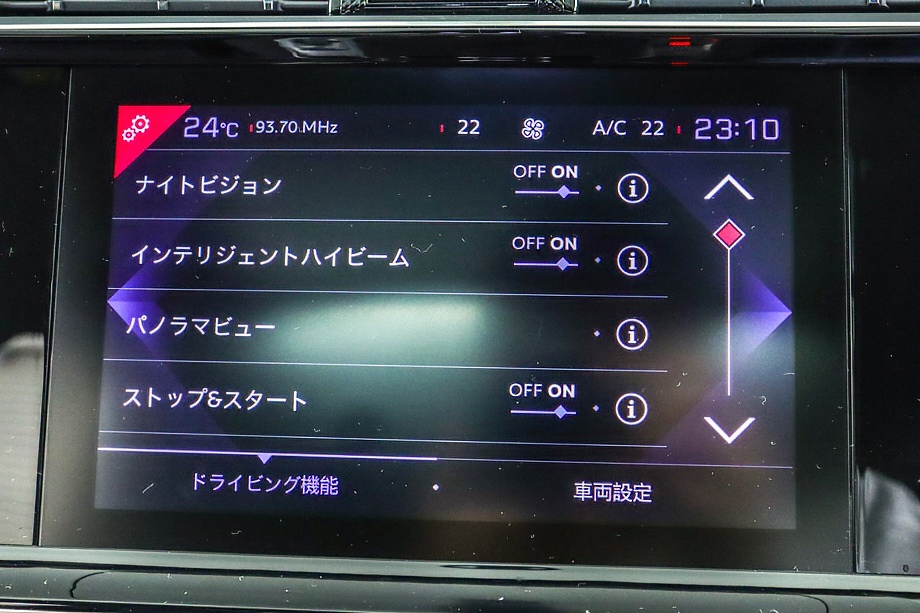 24°C 93.70 MHz 22 A/C 22 23:10
ナイトビジョン OFF ON
インテリジェントハイビーム OFF ON
パノラマビュー
ストップ&スタート OFF ON
ドライビング機能 車両設定